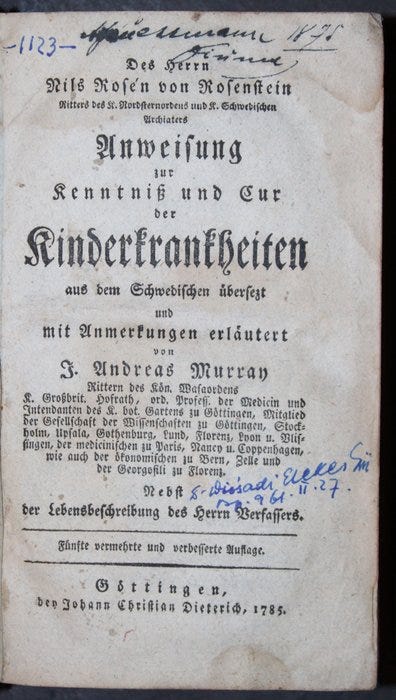 -1123-
1875
Des Herrn
Nils Rosén von Rosenstein
Ritters des K. Nordsternordens und K. Schwedischen
Archiaters
Anweisung
zur
Kenntniß und Cur
der
Kinderkrankheiten
aus dem Schwedischen übersezt
und
mit Anmerkungen erläutert
von
J. Andreas Murray
Rittern des Kön. Wasaordens
K. Großbrit. Hofrath, ord. Profess. der Medicin und
Intendanten des K. bot. Gartens zu Göttingen, Mitglied
der Gesellschaft der Wissenschaften zu Göttingen, Stock-
holm, Upsala, Gothenburg, Lund, Florenz, Lyon u. Vlis-
singen, der medicinischen zu Paris, Nancy u. Coppenhagen,
wie auch der ökonomischen zu Bern, Zelle und
der Georgofili zu Florenz.
Nebst
961. II. 27.
der Lebensbeschreibung des Herrn Verfassers.
Fünfte vermehrte und verbesserte Auflage.
Göttingen,
bey Johann Christian Dieterich, 1785.